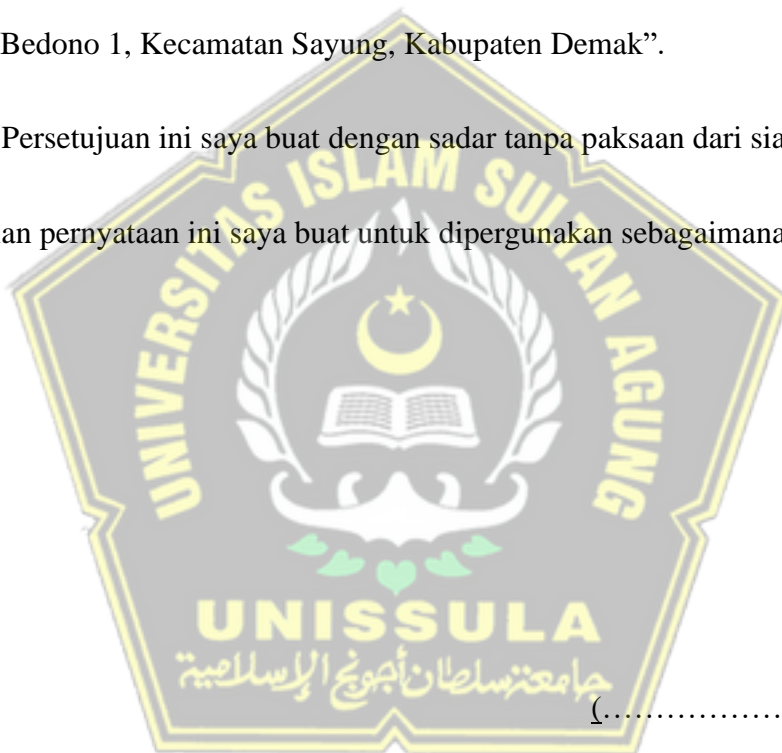 Bedono 1, Kecamatan Sayung, Kabupaten Demak”.
Persetujuan ini saya buat dengan sadar tanpa paksaan dari sia
an pernyataan ini saya buat untuk dipergunakan sebagaimana
UNIVERSITAS ISLAM SULTAN AGUNG
UNISSULA
جامعة سلطان أجونج الإسلامية
(.................